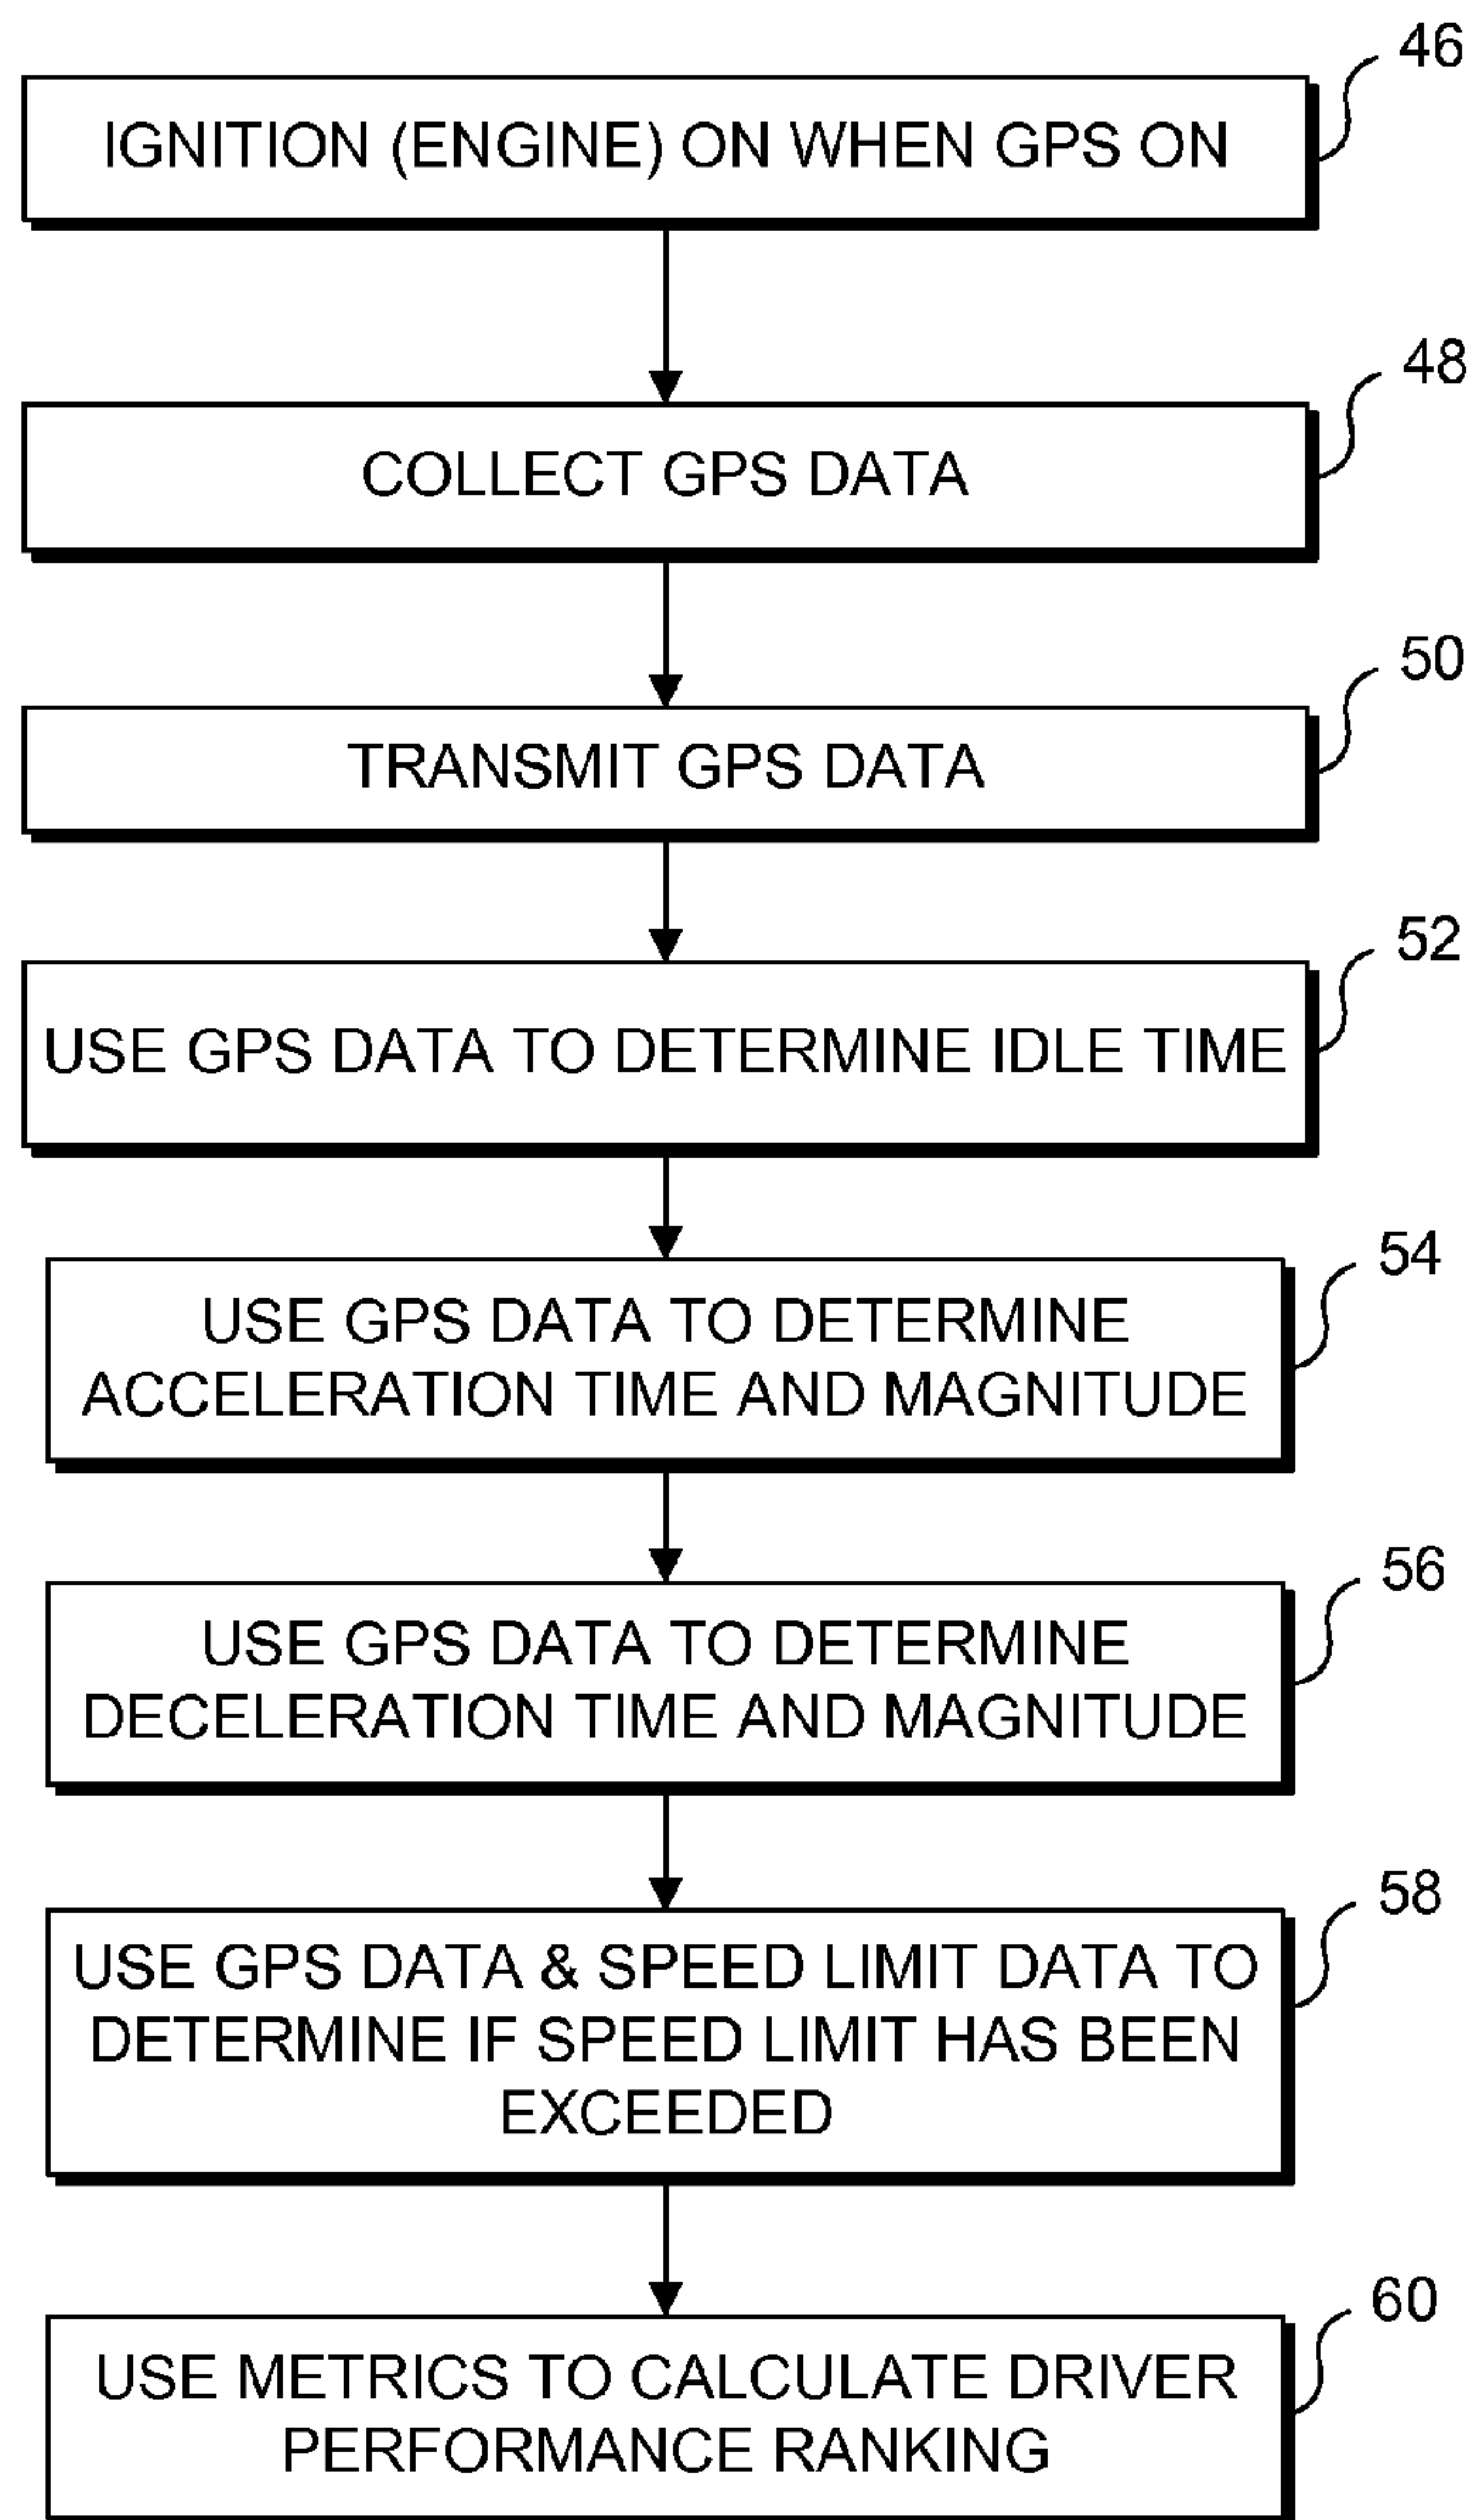 46
IGNITION (ENGINE) ON WHEN GPS ON
48
COLLECT GPS DATA
50
TRANSMIT GPS DATA
52
USE GPS DATA TO DETERMINE IDLE TIME
54
USE GPS DATA TO DETERMINE
ACCELERATION TIME AND MAGNITUDE
56
USE GPS DATA TO DETERMINE
DECELERATION TIME AND MAGNITUDE
58
USE GPS DATA & SPEED LIMIT DATA TO
DETERMINE IF SPEED LIMIT HAS BEEN
EXCEEDED
60
USE METRICS TO CALCULATE DRIVER
PERFORMANCE RANKING